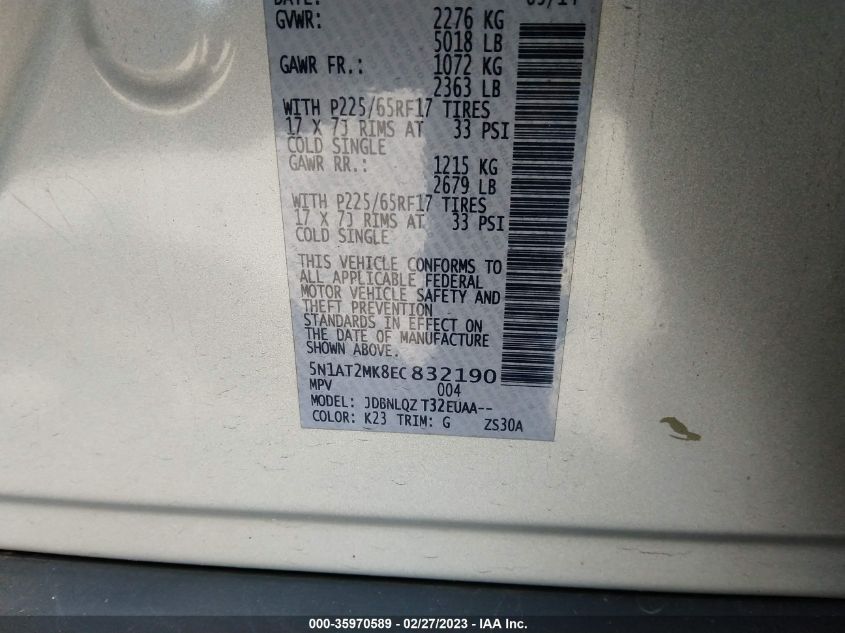 GVWR: 2276 KG
5018 LB
GAWR FR.: 1072 KG
2363 LB
WITH P225/65RF17 TIRES
17 X 7J RIMS AT 33 PSI
COLD SINGLE
GAWR RR.: 1215 KG
2679 LB
WITH P225/65RF17 TIRES
17 X 7J RIMS AT 33 PSI
COLD SINGLE
THIS VEHICLE CONFORMS TO
ALL APPLICABLE FEDERAL
MOTOR VEHICLE SAFETY AND
THEFT PREVENTION
STANDARDS IN EFFECT ON
THE DATE OF MANUFACTURE
SHOWN ABOVE.
5N1AT2MK8EC832190
MPV 004
MODEL: JDBNLQZ T32EUAA--
COLOR: K23 TRIM: G ZS30A
000-35970589 / 02/27/2023 / © IAA Inc.